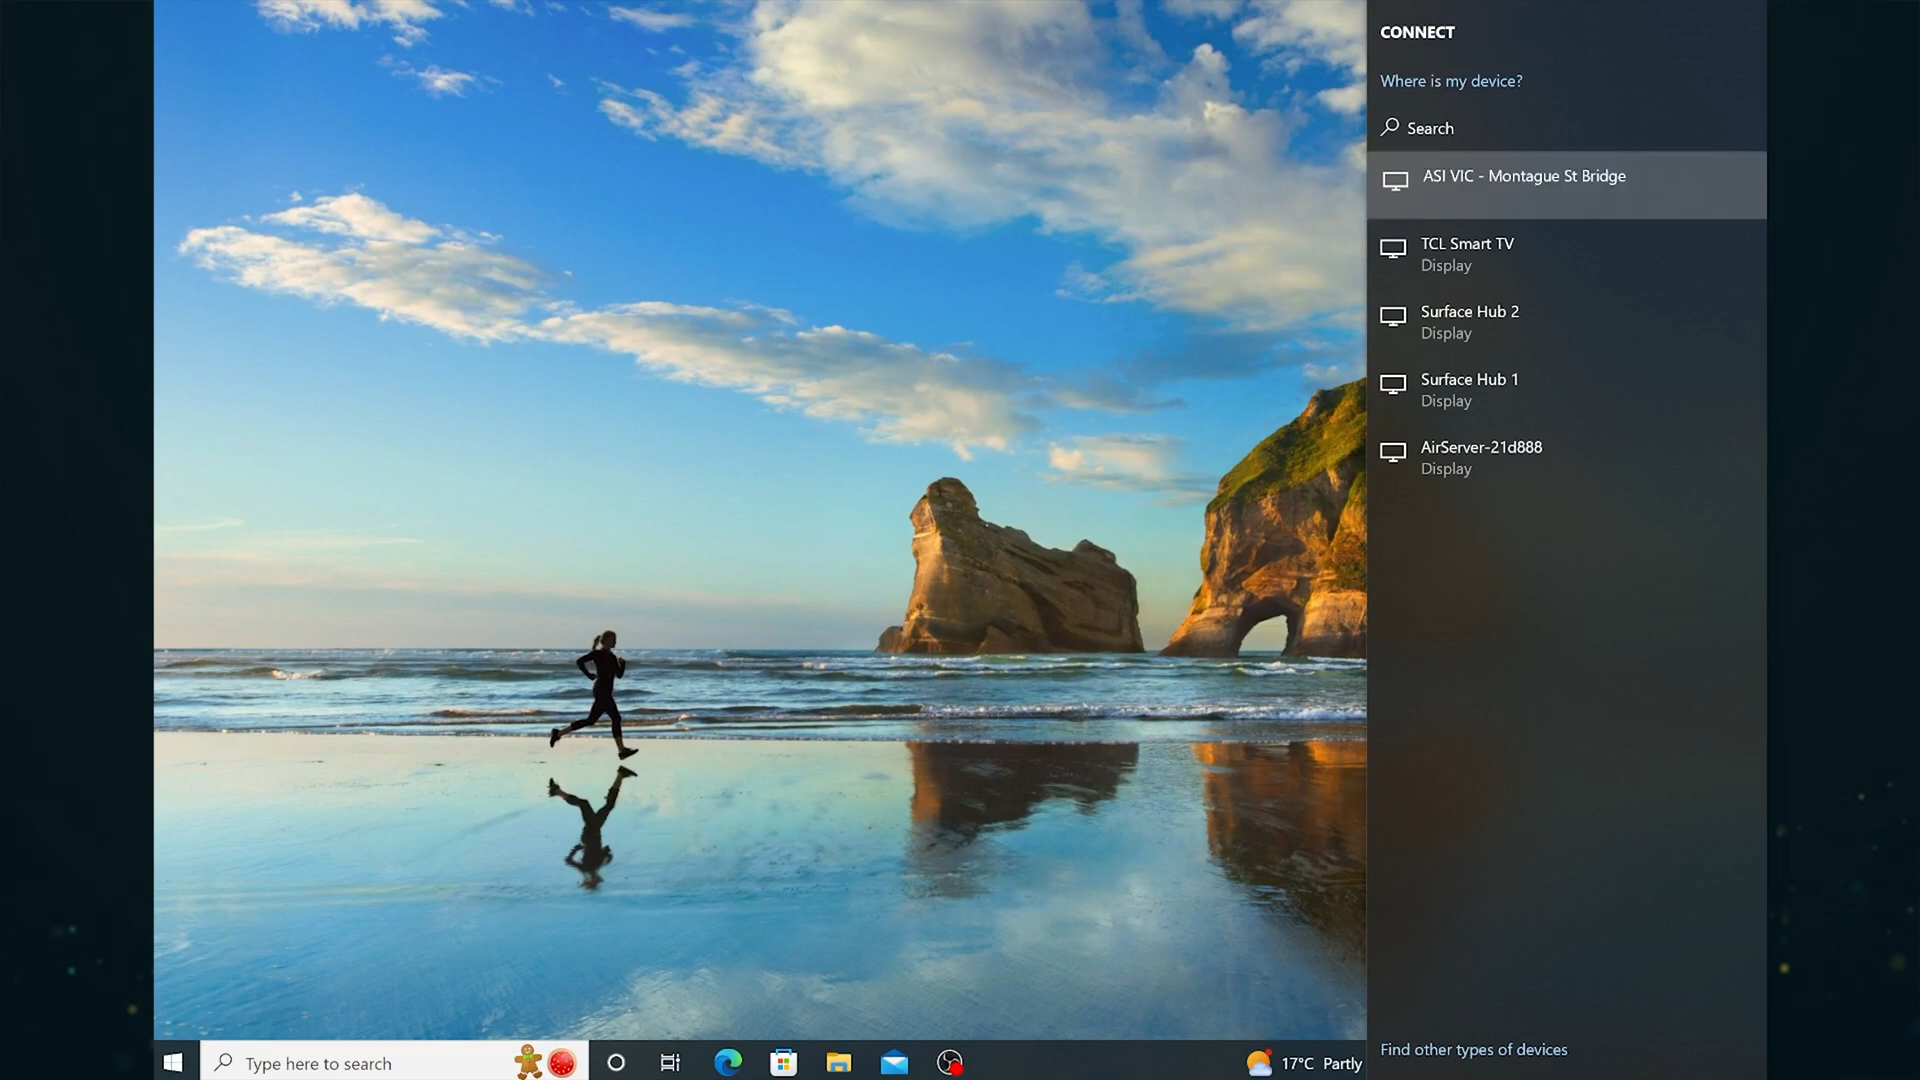 CONNECT
Where is my device?
Search
ASI VIC - Montague St Bridge
TCL Smart TV
Display
Surface Hub 2
Display
Surface Hub 1
Display
AirServer-21d888
Display
Find other types of devices
Type here to search
17°C Partly